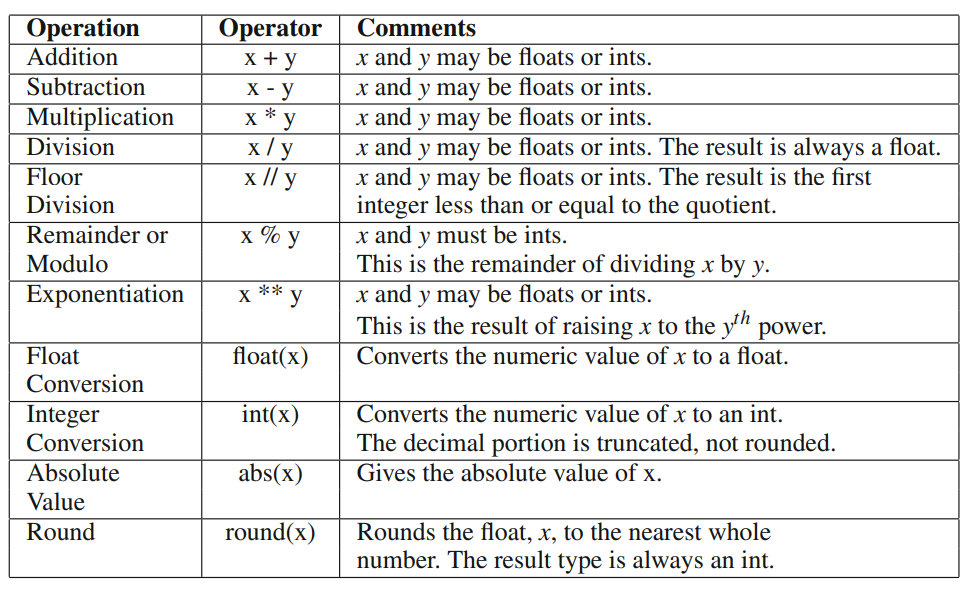 Operation Operator Comments
Addition x + y x and y may be floats or ints.
Subtraction x - y x and y may be floats or ints.
Multiplication x * y x and y may be floats or ints.
Division x / y x and y may be floats or ints. The result is always a float.
Floor x // y x and y may be floats or ints. The result is the first
Division integer less than or equal to the quotient.
Remainder or x % y x and y must be ints.
Modulo This is the remainder of dividing x by y.
Exponentiation x ** y x and y may be floats or ints.
This is the result of raising x to the y^th power.
Float float(x) Converts the numeric value of x to a float.
Conversion
Integer int(x) Converts the numeric value of x to an int.
Conversion The decimal portion is truncated, not rounded.
Absolute abs(x) Gives the absolute value of x.
Value
Round round(x) Rounds the float, x, to the nearest whole
number. The result type is always an int.